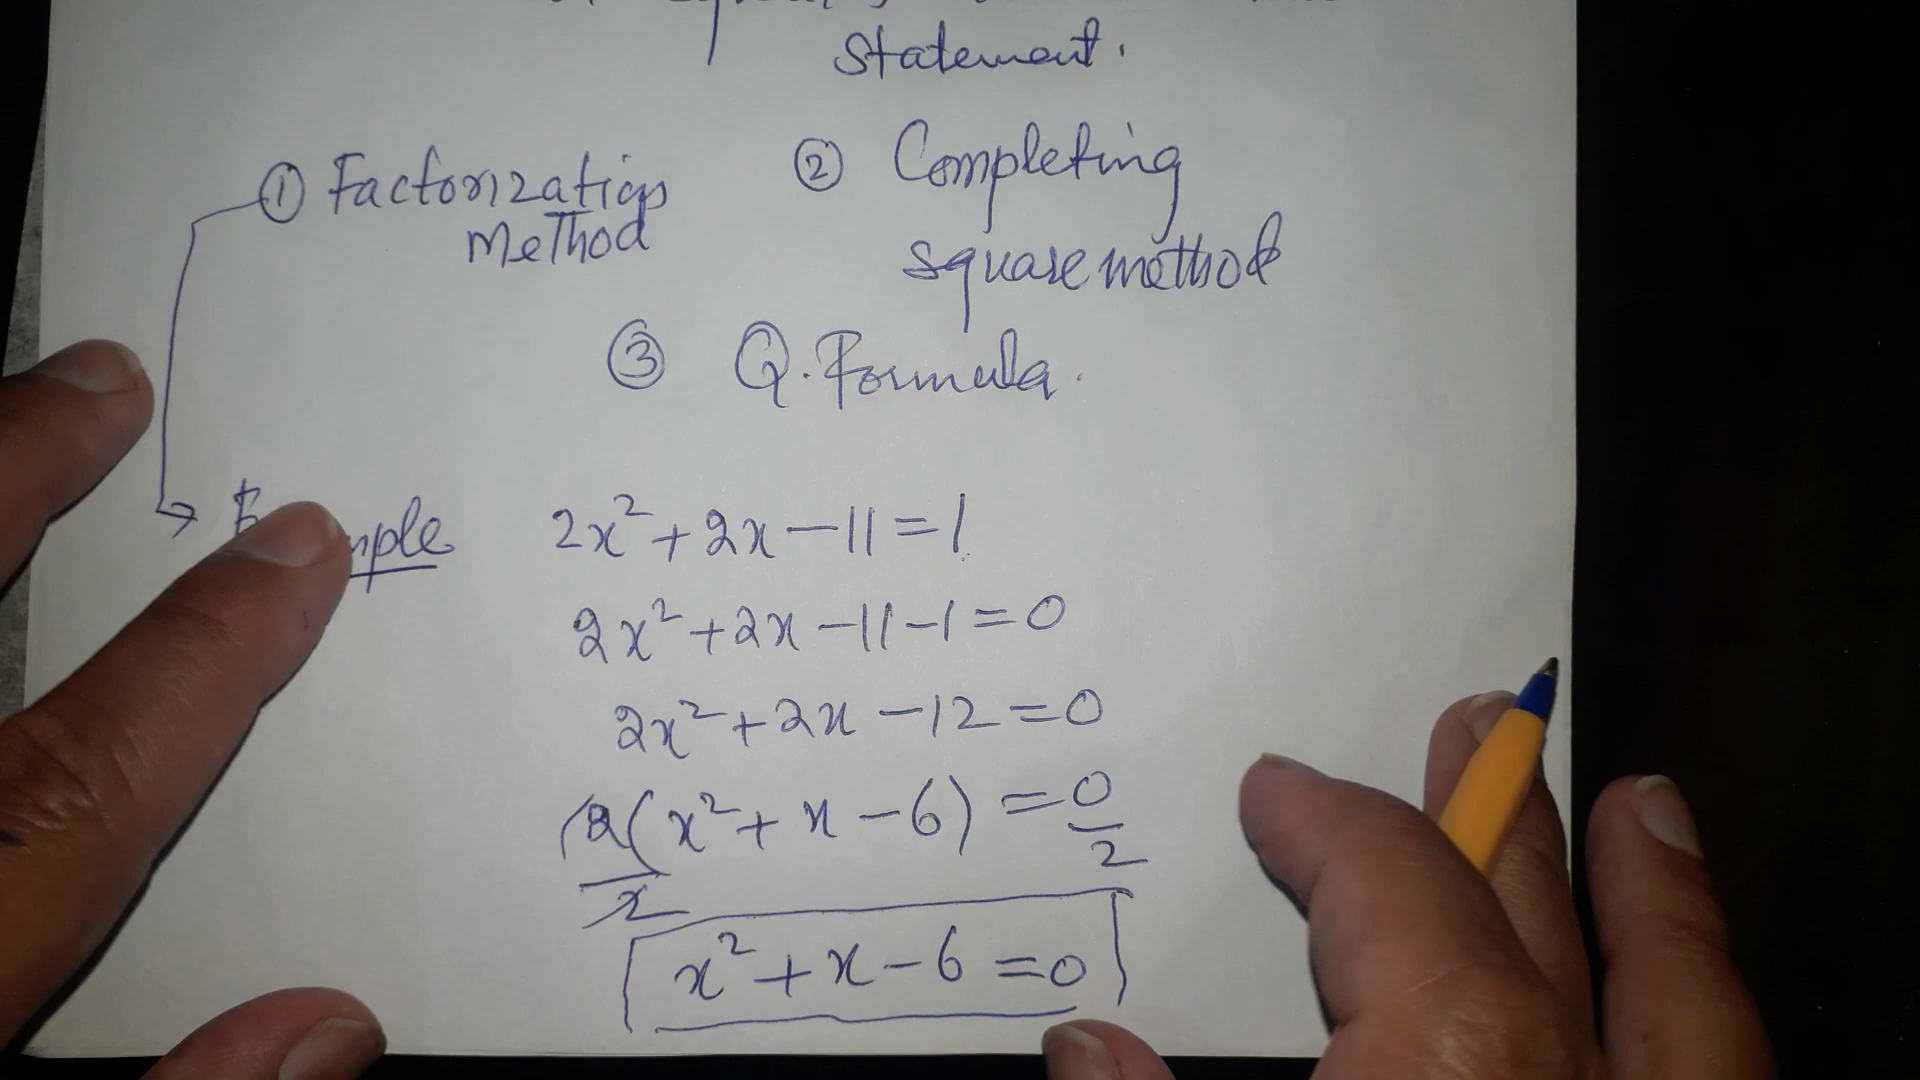 Statement.
① Factorization Method
② Completing square method
③ Q. Formula.
2x² + 2x - 11 = 1
2x² + 2x - 11 - 1 = 0
2x² + 2x - 12 = 0
2(x² + x - 6)/2 = 0/2
x² + x - 6 = 0